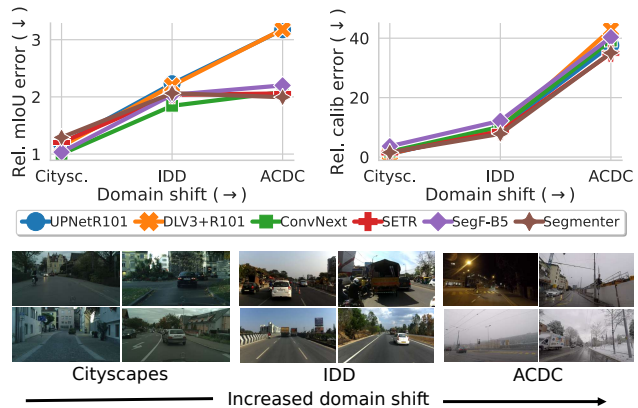 Rel. mIoU error (↓)
3
2
1
Citysc. IDD ACDC
Domain shift (→)
Rel. calib error (↓)
40
20
0
Citysc. IDD ACDC
Domain shift (→)
UPNetR101 DLV3+R101 ConvNext SETR SegF-B5 Segmenter
Cityscapes IDD ACDC
Increased domain shift